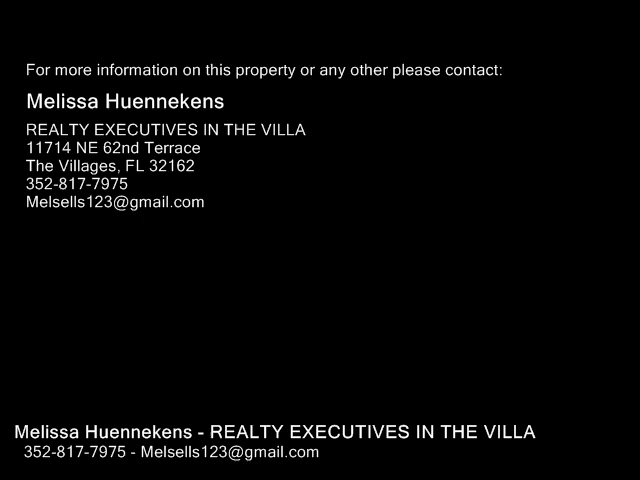 For more information on this property or any other please contact:
Melissa Huennekens
REALTY EXECUTIVES IN THE VILLA
11714 NE 62nd Terrace
The Villages, FL 32162
352-817-7975
Melsells123@gmail.com
Melissa Huennekens - REALTY EXECUTIVES IN THE VILLA
352-817-7975 - Melsells123@gmail.com